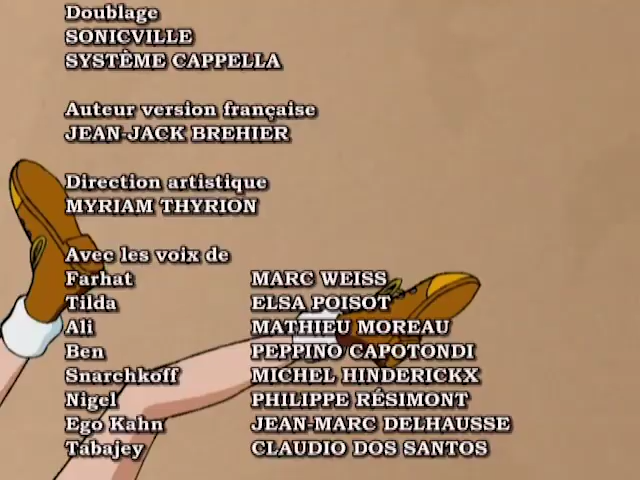 Doublage
SONICVILLE
SYSTÈME CAPPELLA
Auteur version française
JEAN-JACK BREHIER
Direction artistique
MYRIAM THYRION
Avec les voix de
Farhat MARC WEISS
Tilda ELSA POISOT
Ali MATHIEU MOREAU
Ben PEPPINO CAPOTONDI
Snarchkoff MICHEL HINDERICKX
Nigel PHILIPPE RÉSIMONT
Ego Kahn JEAN-MARC DELHAUSSE
Tabajey CLAUDIO DOS SANTOS